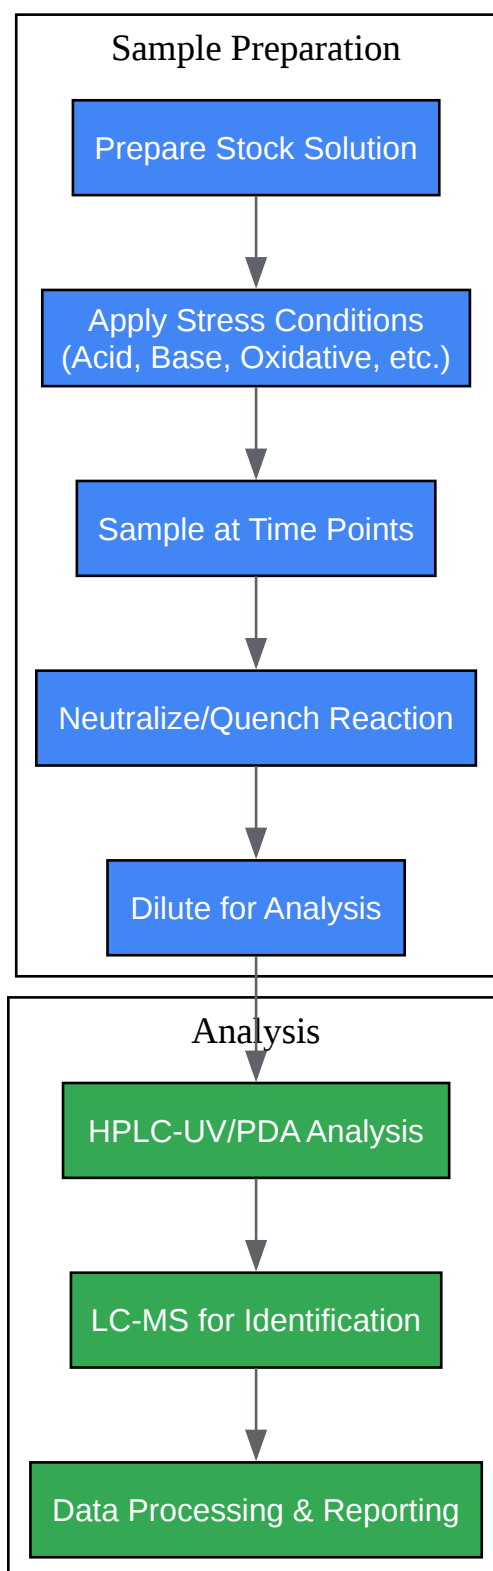 Sample Preparation
Prepare Stock Solution
Apply Stress Conditions
(Acid, Base, Oxidative, etc.)
Sample at Time Points
Neutralize/Quench Reaction
Dilute for Analysis
Analysis
HPLC-UV/PDA Analysis
LC-MS for Identification
Data Processing & Reporting